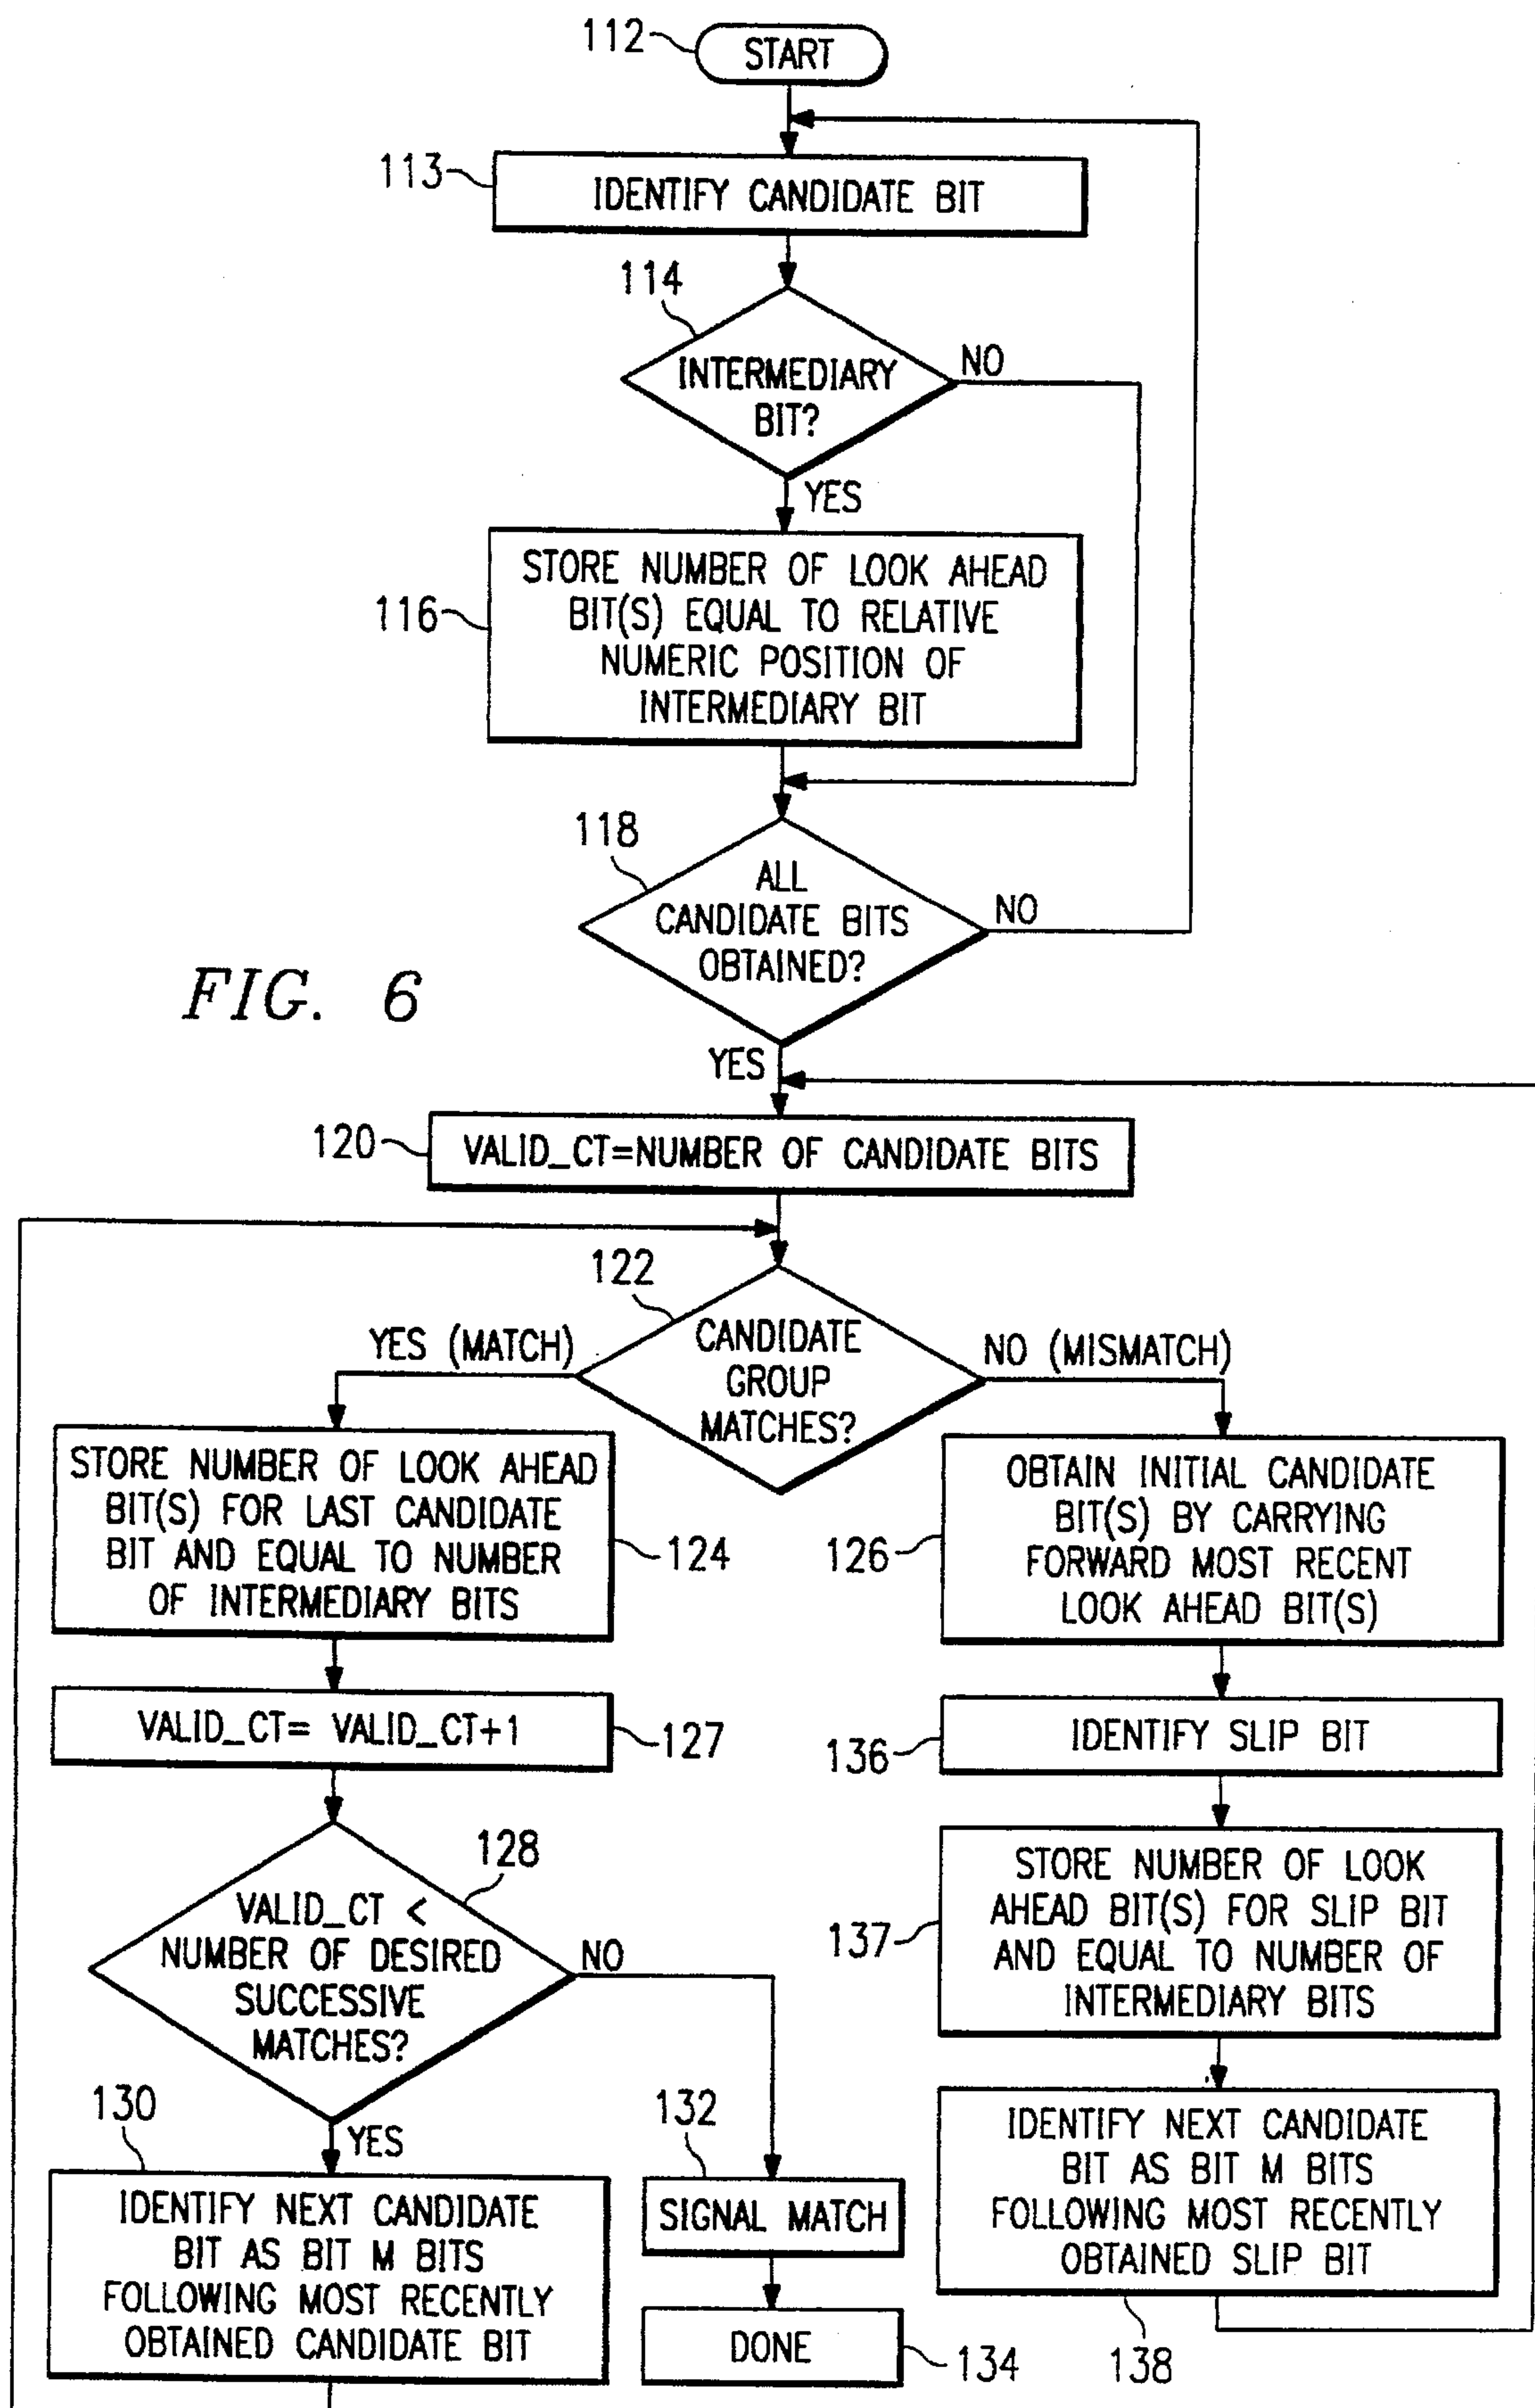 112
START
113
IDENTIFY CANDIDATE BIT
114
INTERMEDIARY
BIT?
NO
YES
116
STORE NUMBER OF LOOK AHEAD
BIT(S) EQUAL TO RELATIVE
NUMERIC POSITION OF
INTERMEDIARY BIT
118
ALL
CANDIDATE BITS
OBTAINED?
NO
FIG. 6
YES
120
VALID_CT=NUMBER OF CANDIDATE BITS
122
CANDIDATE
GROUP
MATCHES?
YES (MATCH)
NO (MISMATCH)
STORE NUMBER OF LOOK AHEAD
BIT(S) FOR LAST CANDIDATE
BIT AND EQUAL TO NUMBER
OF INTERMEDIARY BITS
124
126
OBTAIN INITIAL CANDIDATE
BIT(S) BY CARRYING
FORWARD MOST RECENT
LOOK AHEAD BIT(S)
VALID_CT= VALID_CT+1
127
136
IDENTIFY SLIP BIT
128
VALID_CT <
NUMBER OF DESIRED
SUCCESSIVE
MATCHES?
NO
137
STORE NUMBER OF LOOK
AHEAD BIT(S) FOR SLIP BIT
AND EQUAL TO NUMBER OF
INTERMEDIARY BITS
130
YES
IDENTIFY NEXT CANDIDATE
BIT AS BIT M BITS
FOLLOWING MOST RECENTLY
OBTAINED CANDIDATE BIT
132
SIGNAL MATCH
DONE
134
IDENTIFY NEXT CANDIDATE
BIT AS BIT M BITS
FOLLOWING MOST RECENTLY
OBTAINED SLIP BIT
138